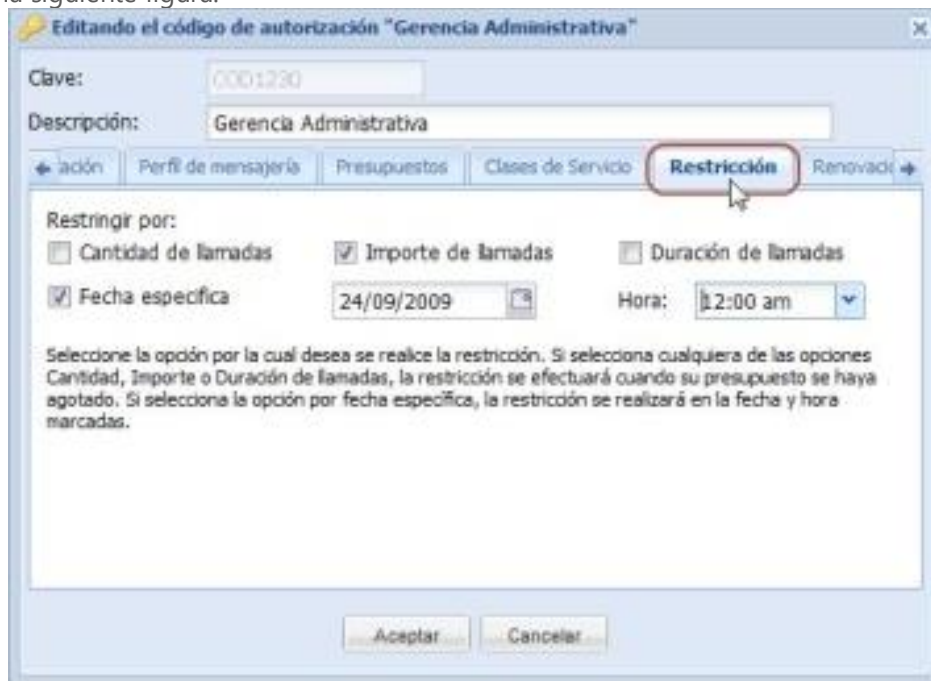 la siguiente figura.
Editando el código de autorización "Gerencia Administrativa"
Clave: COD1230
Descripción: Gerencia Administrativa
ación Perfil de mensajería Presupuestos Clases de Servicio Restricción Renovació
Restringir por:
Cantidad de llamadas Importe de llamadas Duración de llamadas
Fecha especifica 24/09/2009 Hora: 12:00 am
Seleccione la opción por la cual desea se realice la restricción. Si selecciona cualquiera de las opciones
Cantidad, Importe o Duración de llamadas, la restricción se efectuará cuando su presupuesto se haya
agotado. Si selecciona la opción por fecha específica, la restricción se realizará en la fecha y hora
marcadas.
Aceptar Cancelar